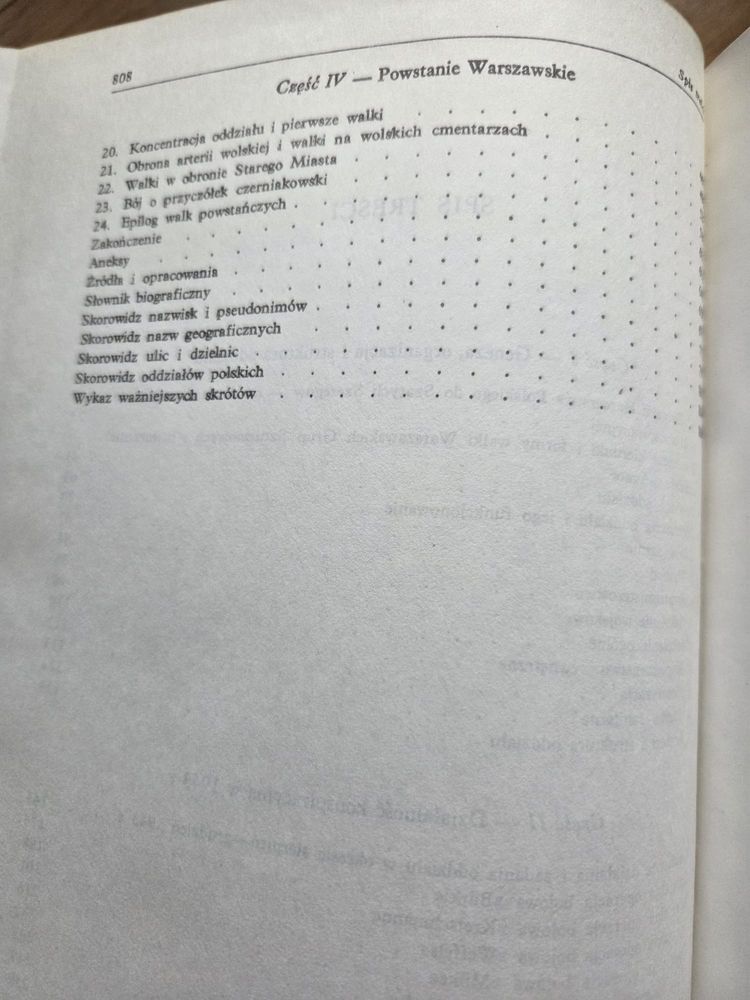 808
Część IV — Powstanie Warszawskie
20. Koncentracja oddziału i pierwsze walki
21. Obrona arterii wolskiej i walki na wolskich cmentarzach
22. Walki w obronie Starego Miasta
23. Bój o przyczółek czerniakowski
24. Epilog walk powstańczych
Zakończenie
Aneksy
Źródła i opracowania
Słownik biograficzny
Skorowidz nazwisk i pseudonimów
Skorowidz nazw geograficznych
Skorowidz ulic i dzielnic
Skorowidz oddziałów polskich
Wykaz ważniejszych skrótów